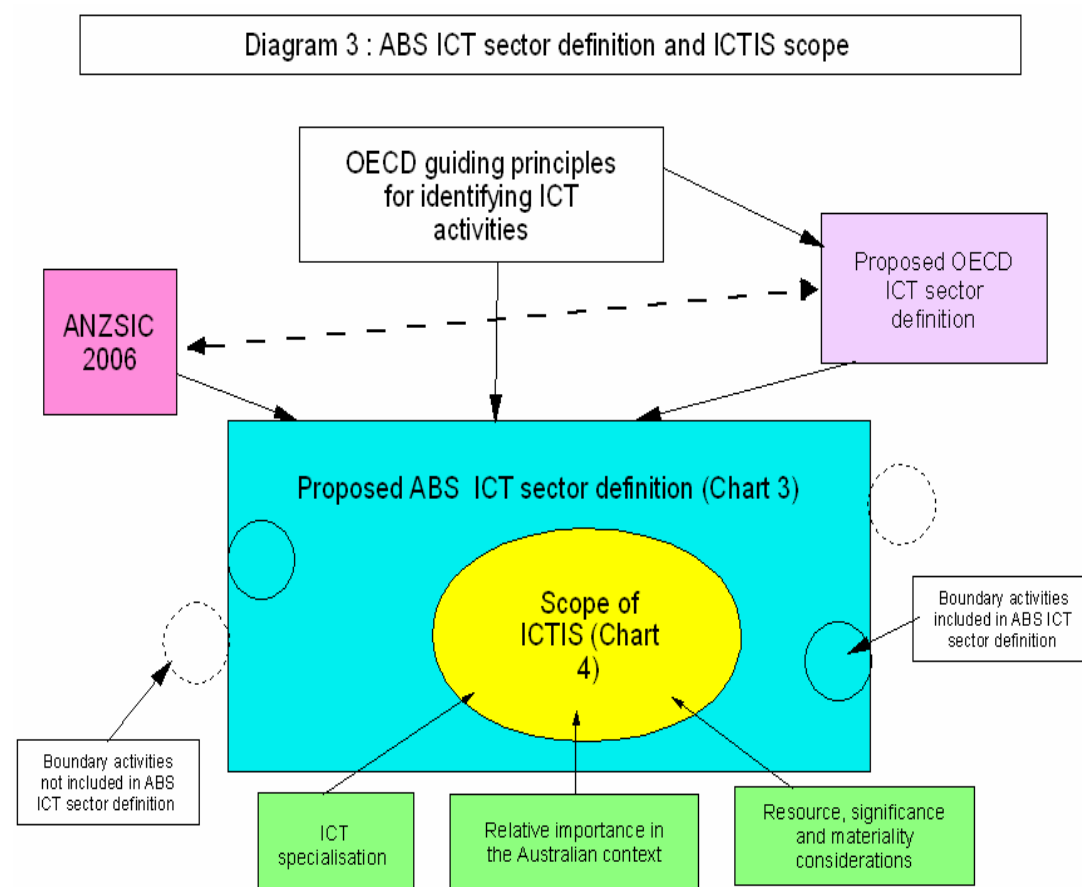 Diagram 3 : ABS ICT sector definition and ICTIS scope
OECD guiding principles
for identifying ICT
activities
Proposed OECD
ICT sector
definition
ANZSIC
2006
Proposed ABS  ICT sector definition (Chart 3)
Scope of
ICTIS (Chart
4)
Boundary activities
included in ABS ICT
sector definition
Boundary activities
not included in ABS
ICT sector definition
ICT
specialisation
Relative importance in
the Australian context
Resource, significance
and materiality
considerations